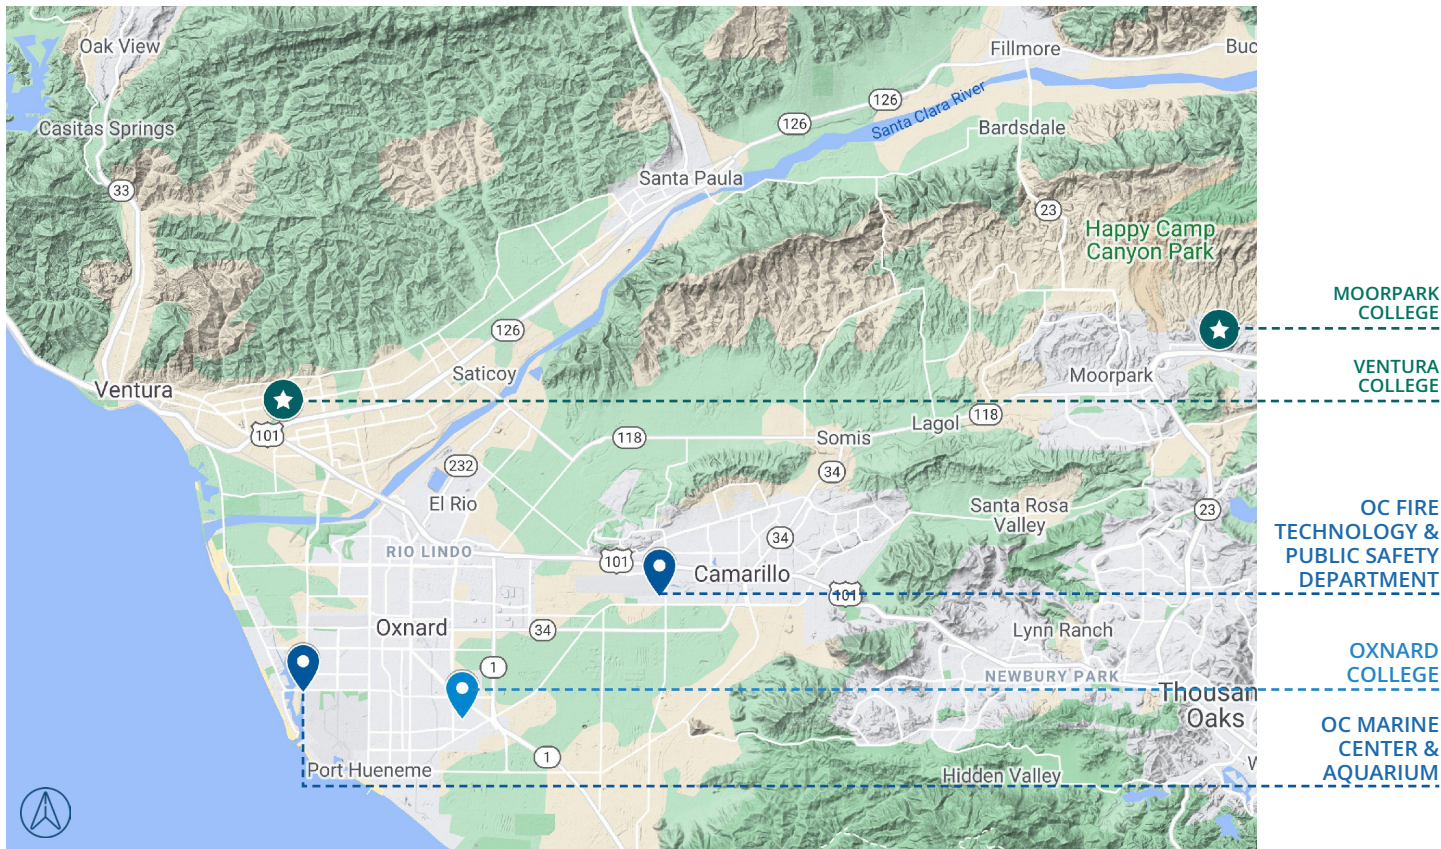 Oak View
Fillmore
Buc
126
Santa Clara River
126
Casitas Springs
Bardsdale
Santa Paula
33
23
Happy Camp
Canyon Park
MOORPARK
COLLEGE
126
VENTURA
COLLEGE
Saticoy
Moorpark
Ventura
118
Lagol
101
118
Somis
232
34
El Rio
Santa Rosa
Valley
23
OC FIRE
TECHNOLOGY &
PUBLIC SAFETY
DEPARTMENT
34
RIO LINDO
101
Camarillo
101
Oxnard
34
Lynn Ranch
1
NEWBURY PARK
OXNARD
COLLEGE
Thousan
Oaks
OC MARINE
CENTER &
AQUARIUM
1
Port Hueneme
Hidden Valley
W